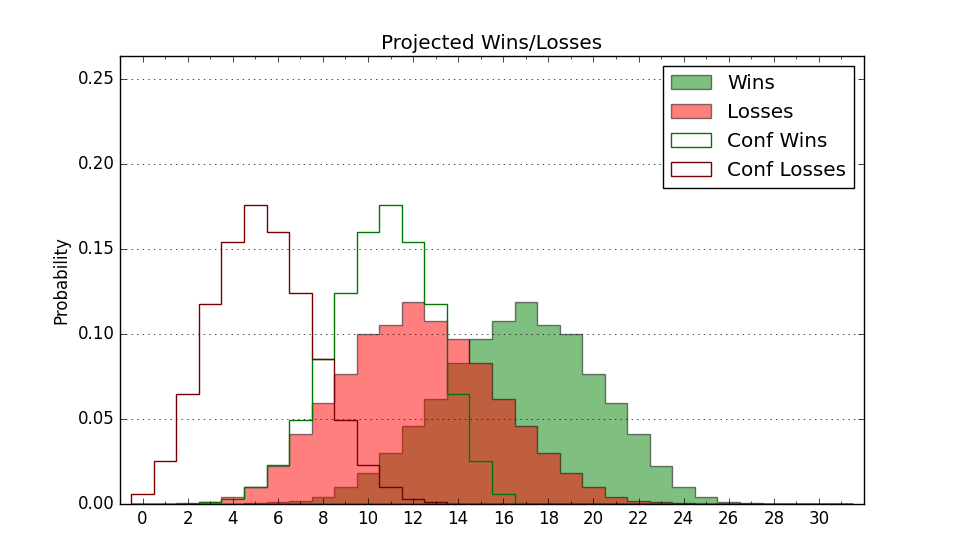 Projected Wins/Losses
Wins
Losses
Conf Wins
Conf Losses
Probability
0.25
0.20
0.15
0.10
0.05
0.00
0 2 4 6 8 10 12 14 16 18 20 22 24 26 28 30